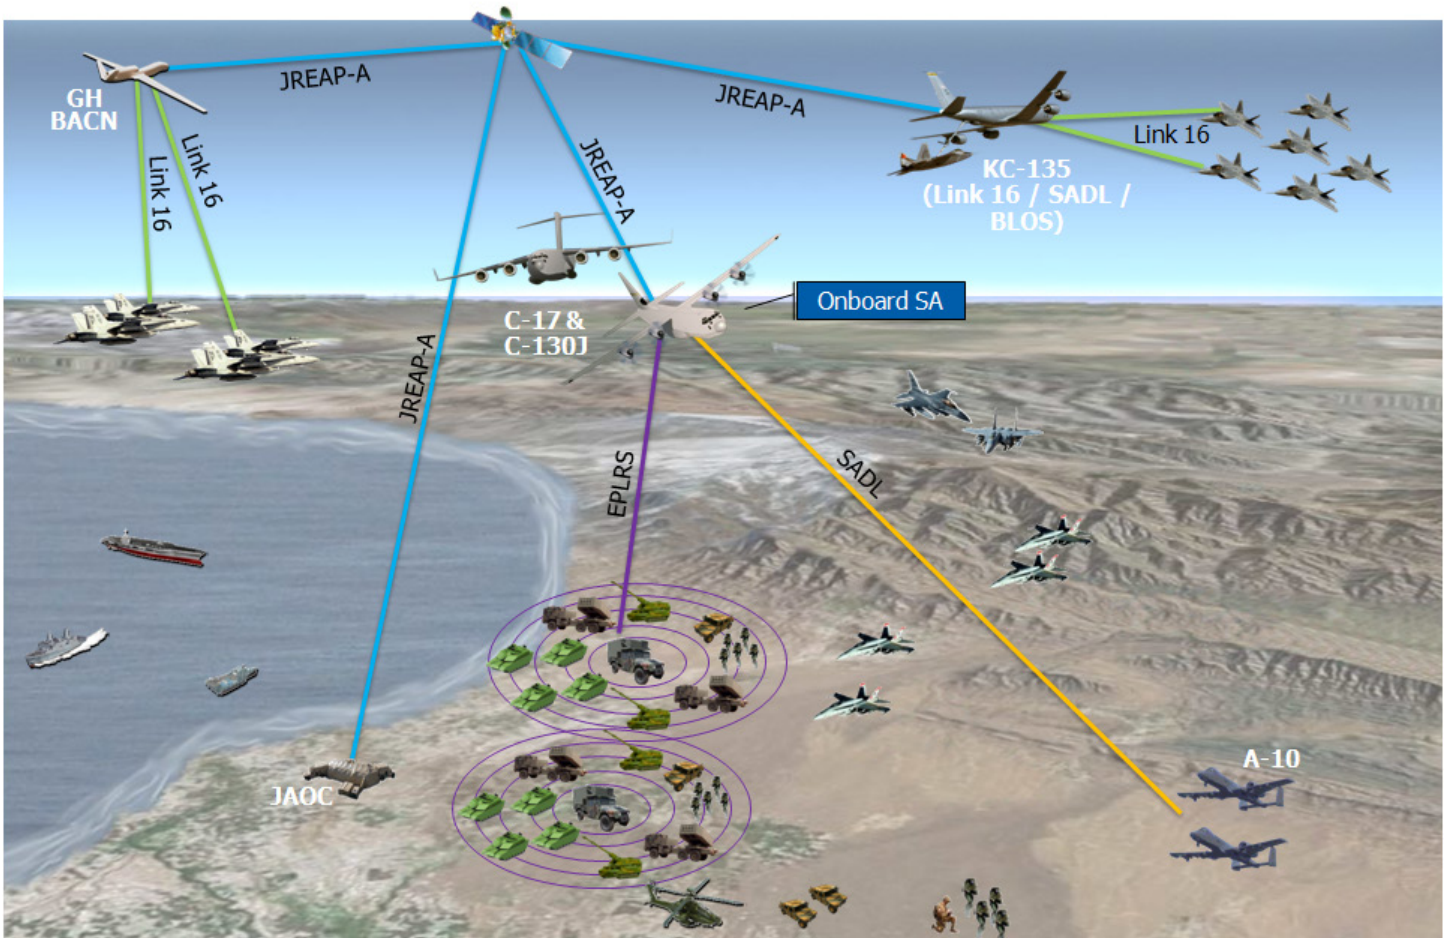 JREAP-A
GH
BACN
JREAP-A
Link 16
Link 16
Link 16
JREAP-A
KC-135
(Link 16 / SADL /
BLOS)
Onboard SA
C-17 &
C-130J
JREAP-A
EPLRS
SADL
A-10
JAOC